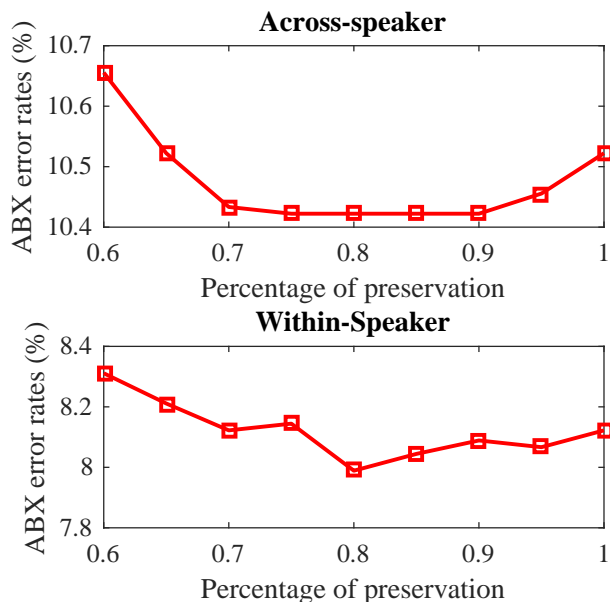 Across-speaker
ABX error rates (%)
10.7
10.6
10.5
10.4
0.6 0.7 0.8 0.9 1
Percentage of preservation
Within-Speaker
ABX error rates (%)
8.4
8.2
8
7.8
0.6 0.7 0.8 0.9 1
Percentage of preservation